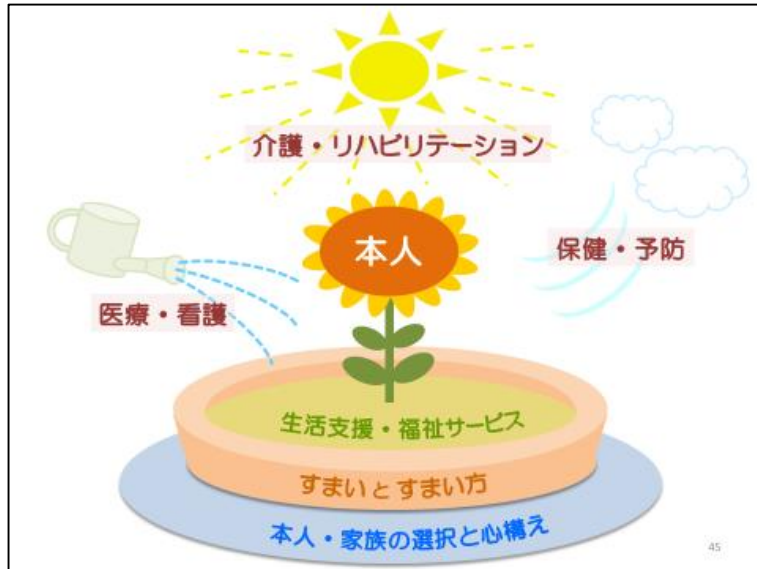 介護・リハビリテーション
本人
保健・予防
医療・看護
生活支援・福祉サービス
すまいとすまい方
本人・家族の選択と心構え
45